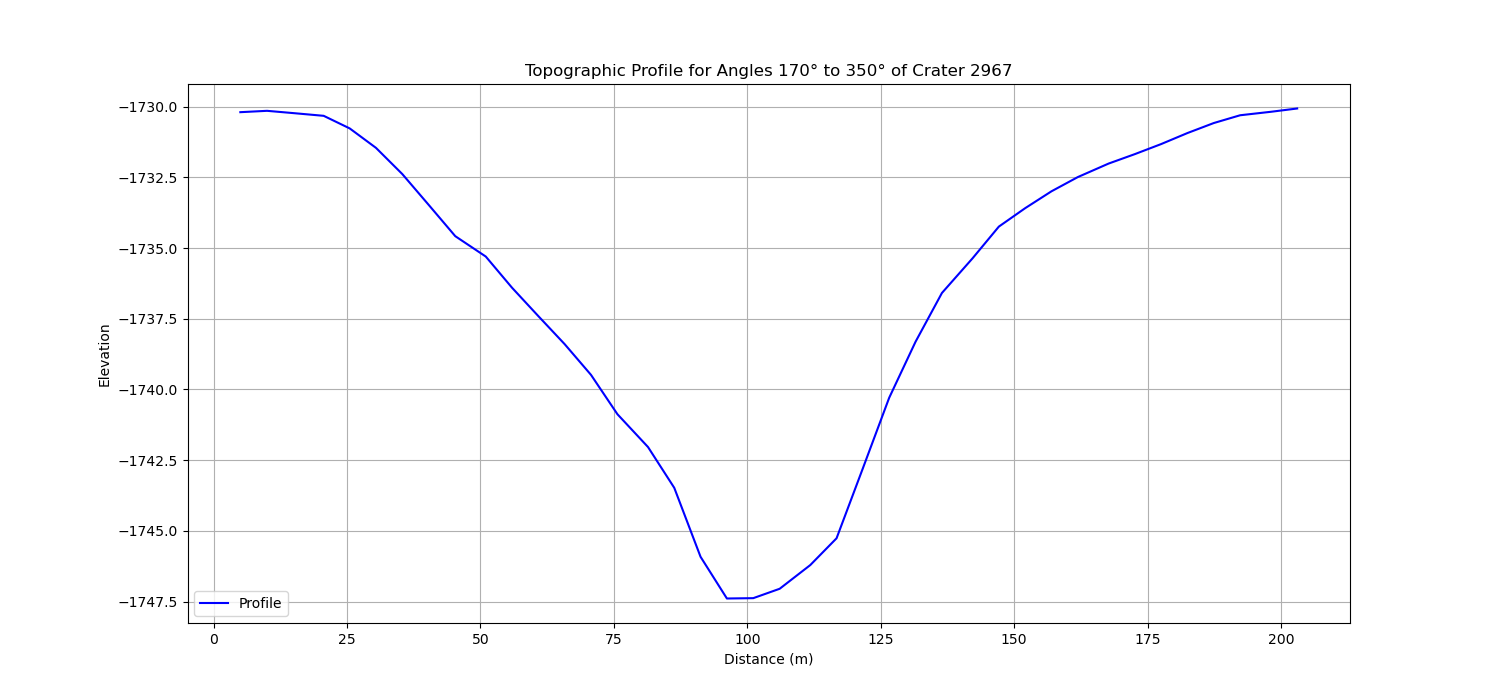 Topographic Profile for Angles 170° to 350° of Crater 2967
−1730.0
−1732.5
−1735.0
−1737.5
−1740.0
−1742.5
−1745.0
−1747.5
Elevation
Profile
0 25 50 75 100 125 150 175 200
Distance (m)